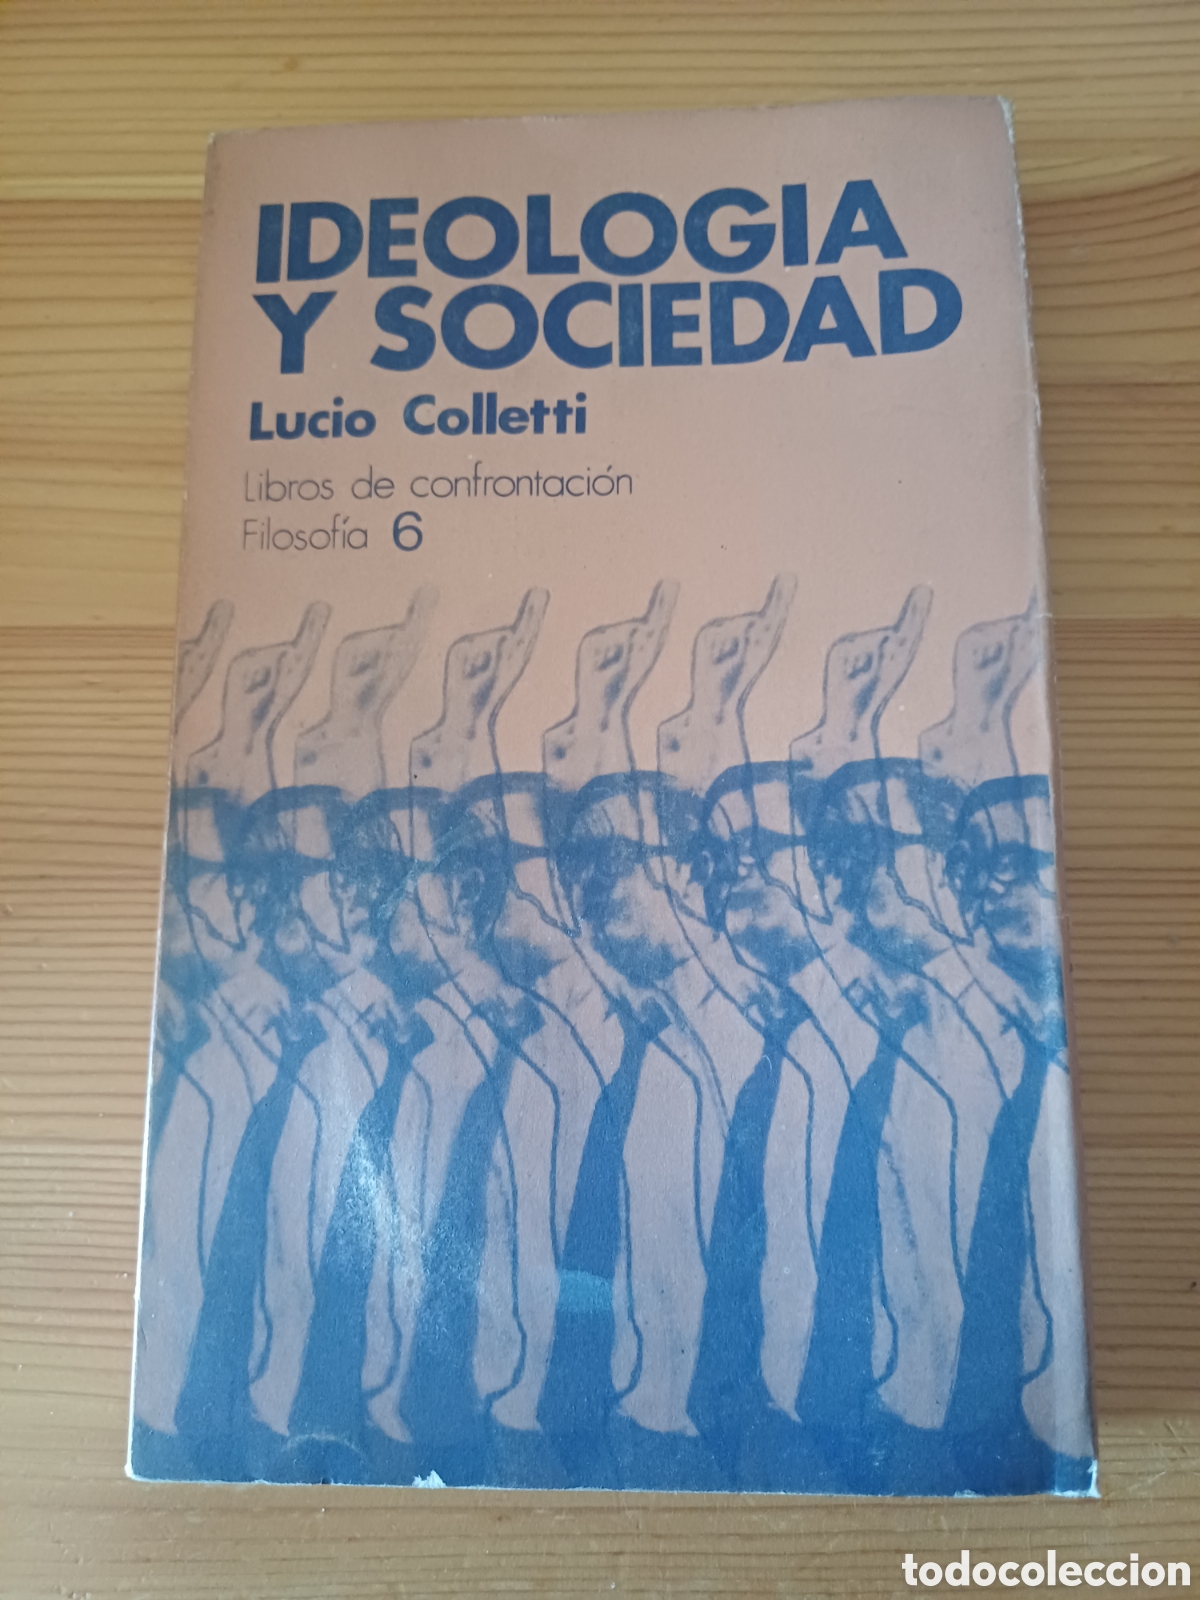 IDEOLOGIA
Y SOCIEDAD
Lucio Colletti
Libros de confrontación
Filosofía 6
todocoleccion